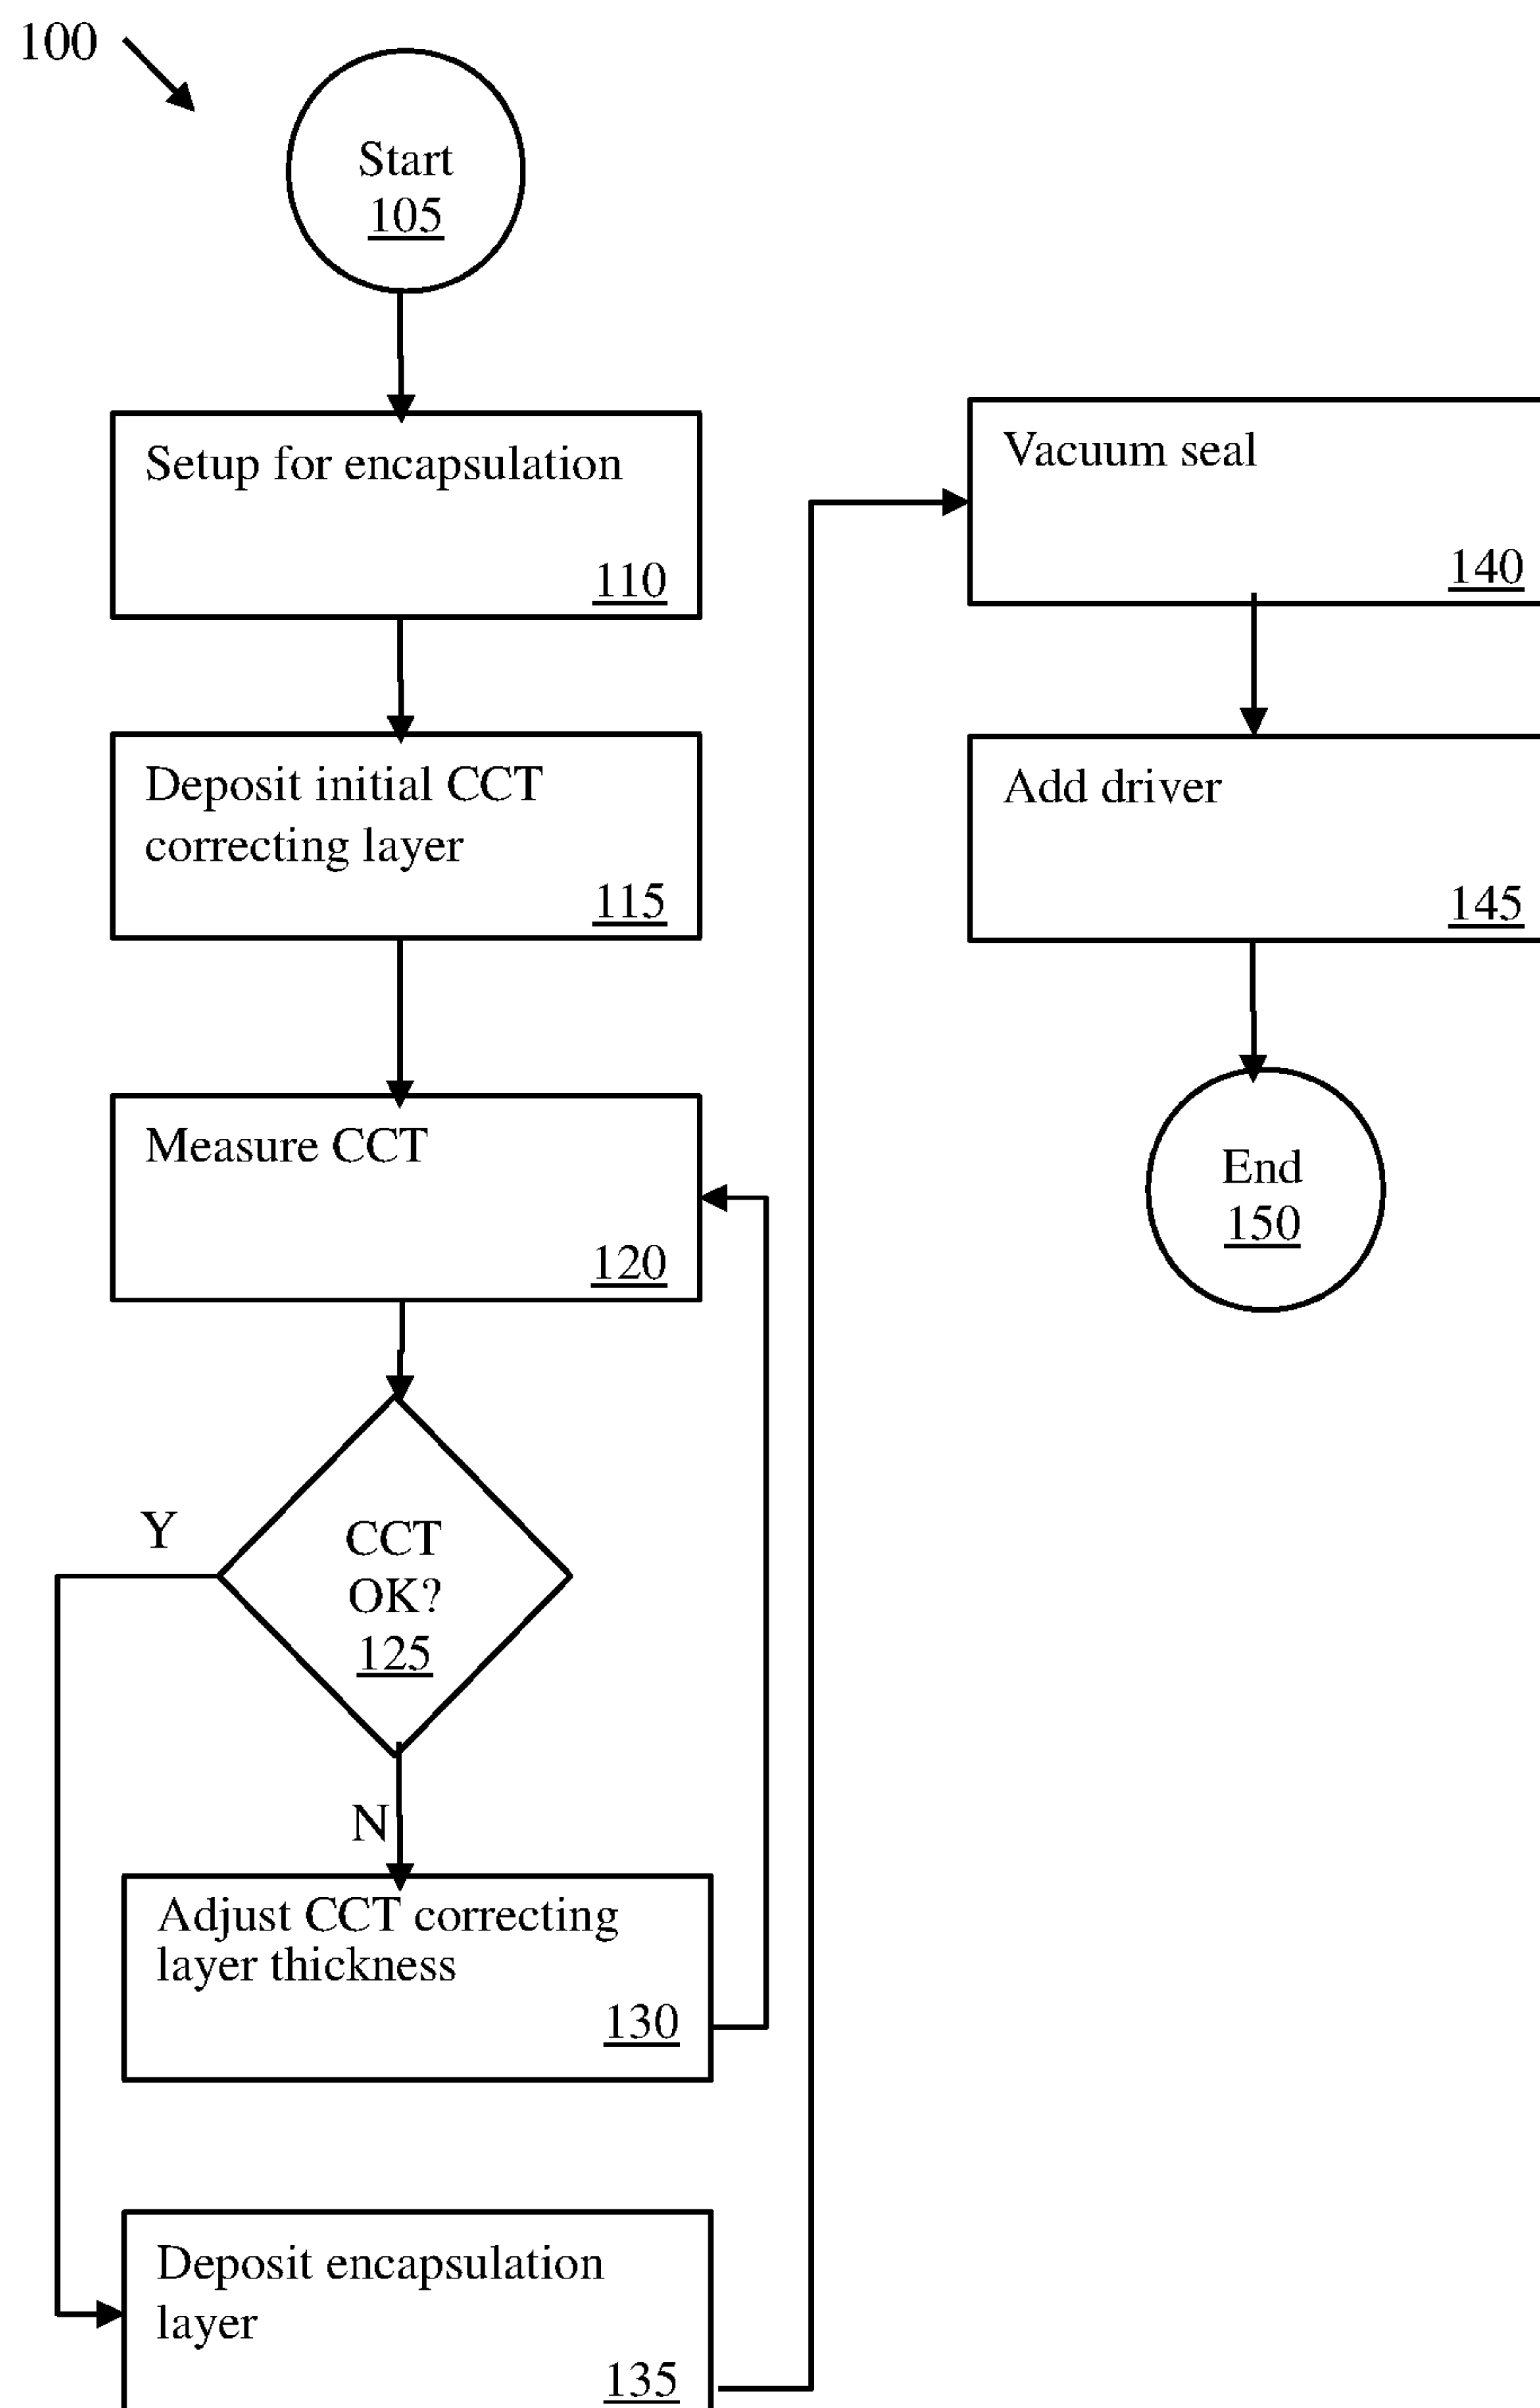 100
Start
105
Setup for encapsulation
110
Deposit initial CCT
correcting layer
115
Measure CCT
120
Y
CCT
OK?
125
N
Adjust CCT correcting
layer thickness
130
Deposit encapsulation
layer
135
Vacuum seal
140
Add driver
145
End
150